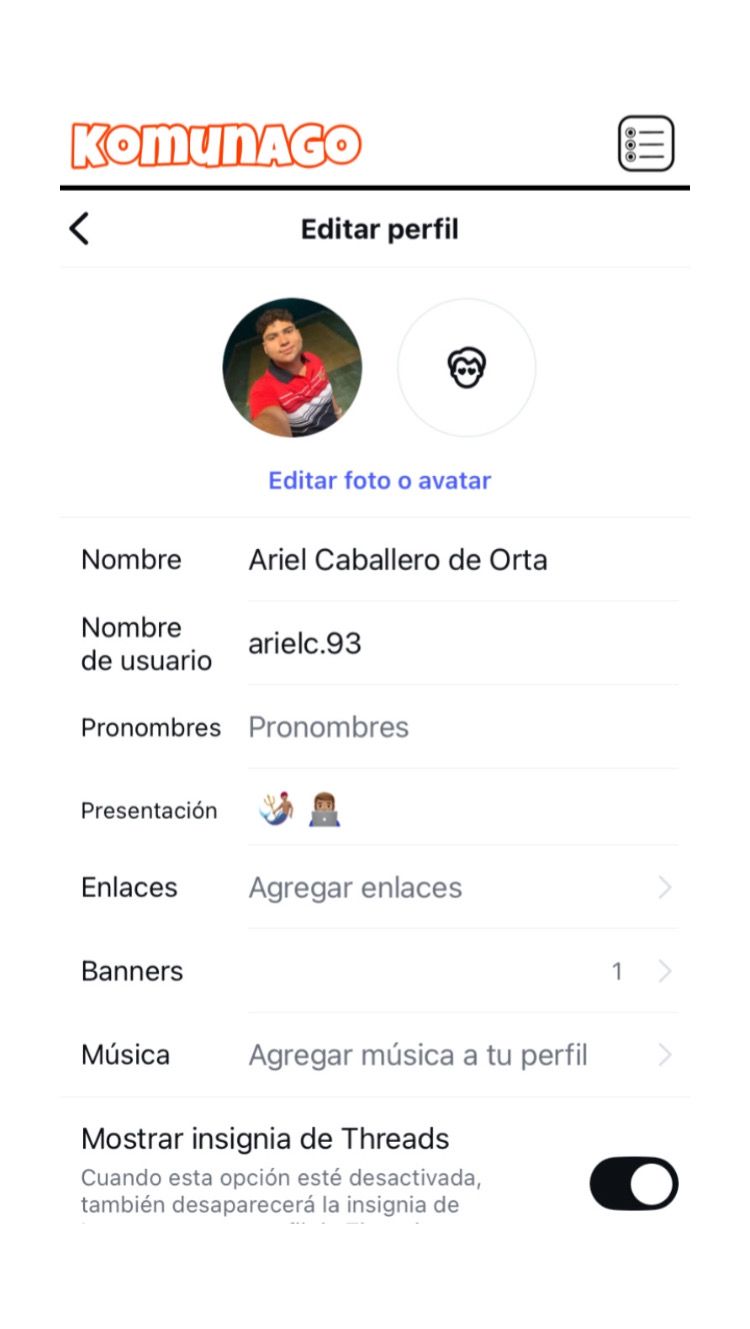 KomunAGo
Editar perfil
Editar foto o avatar
Nombre
Ariel Caballero de Orta
Nombre
de usuario
arielc.93
Pronombres
Pronombres
Presentación
Enlaces
Agregar enlaces
Banners
1
Música
Agregar música a tu perfil
Mostrar insignia de Threads
Cuando esta opción esté desactivada,
también desaparecerá la insignia de